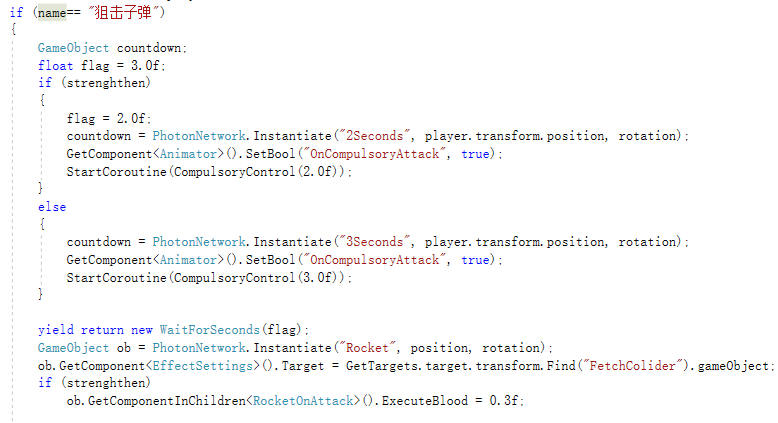 if (name== "狙击子弹")
{
GameObject countdown;
float flag = 3.0f;
if (strenghthen)
{
flag = 2.0f;
countdown = PhotonNetwork.Instantiate("2Seconds", player.transform.position, rotation);
GetComponent<Animator>().SetBool("OnCompulsoryAttack", true);
StartCoroutine(CompulsoryControl(2.0f));
}
else
{
countdown = PhotonNetwork.Instantiate("3Seconds", player.transform.position, rotation);
GetComponent<Animator>().SetBool("OnCompulsoryAttack", true);
StartCoroutine(CompulsoryControl(3.0f));
}
yield return new WaitForSeconds(flag);
GameObject ob = PhotonNetwork.Instantiate("Rocket", position, rotation);
ob.GetComponent<EffectSettings>().Target = GetTargets.target.transform.Find("FetchColider").gameObject;
if (strenghthen)
ob.GetComponentInChildren<RocketOnAttack>().ExecuteBlood = 0.3f;